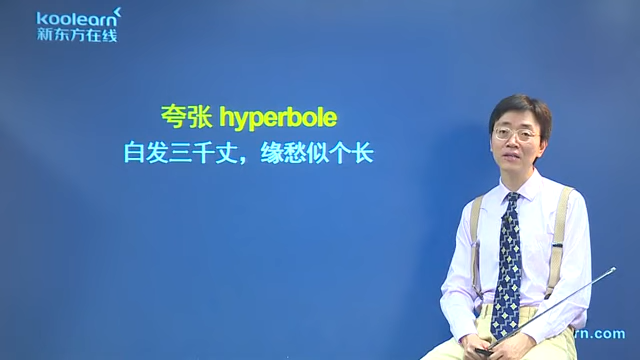 koolearn
新东方在线
夸张 hyperbole
白发三千丈，缘愁似个长
rn.com